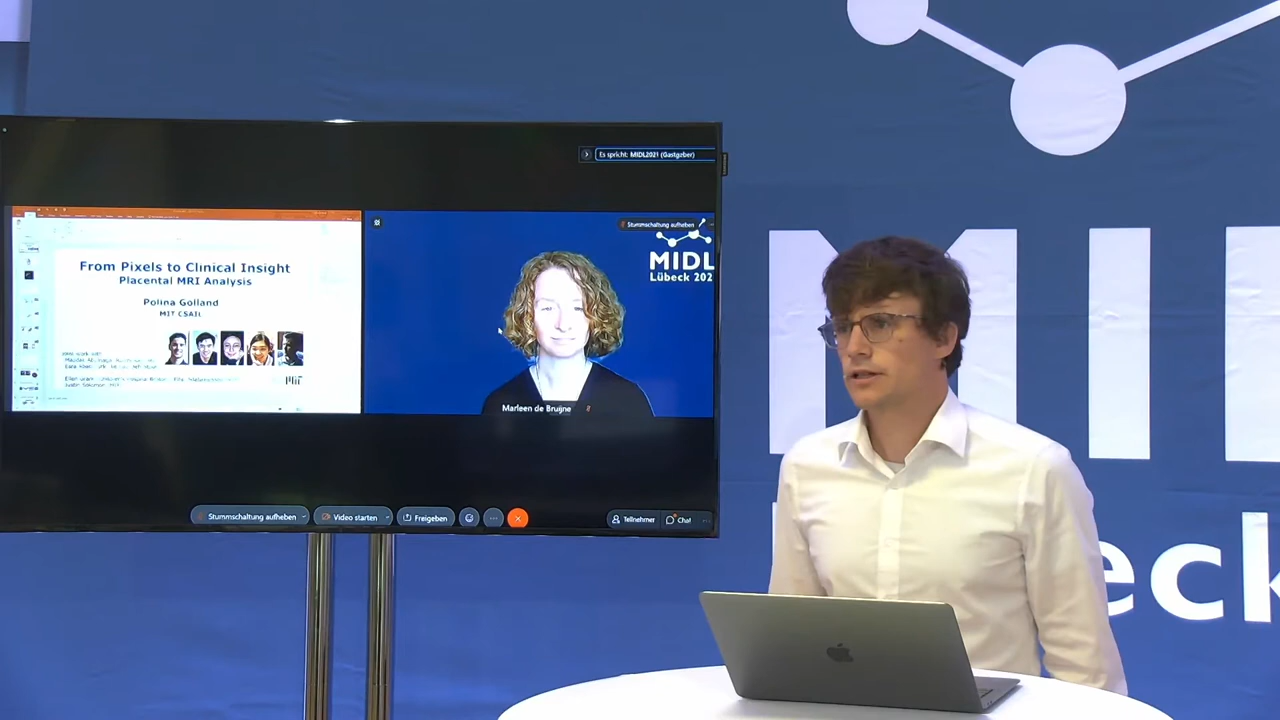 Es spricht: MIDL2021 (Gastgeber)
Stummschaltung aufheben
MIDL
Lübeck 202
From Pixels to Clinical Insight
Placental MRI Analysis
Polina Golland
MIT CSAIL
Marleen de Bruijne
Stummschaltung aufheben
Video starten
Freigeben
Teilnehmer
Chat
MID
eck